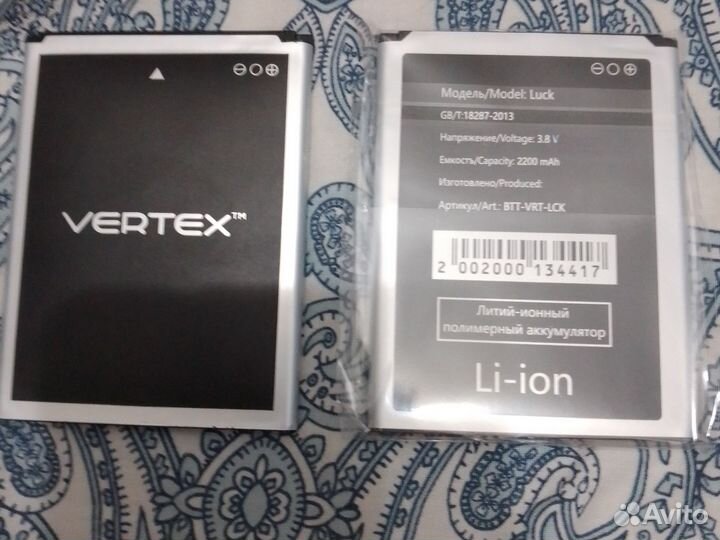 VERTEX™
Модель/Model: Luck
GB/T:18287-2013
Напряжение/Voltage: 3.8 V
Емкость/Capacity: 2200 mAh
Изготовлено/Produced:
Артикул/Art.: BTT-VRT-LCK
2 002000 134417
Литий-ионный
полимерный аккумулятор
Li-ion
Avito